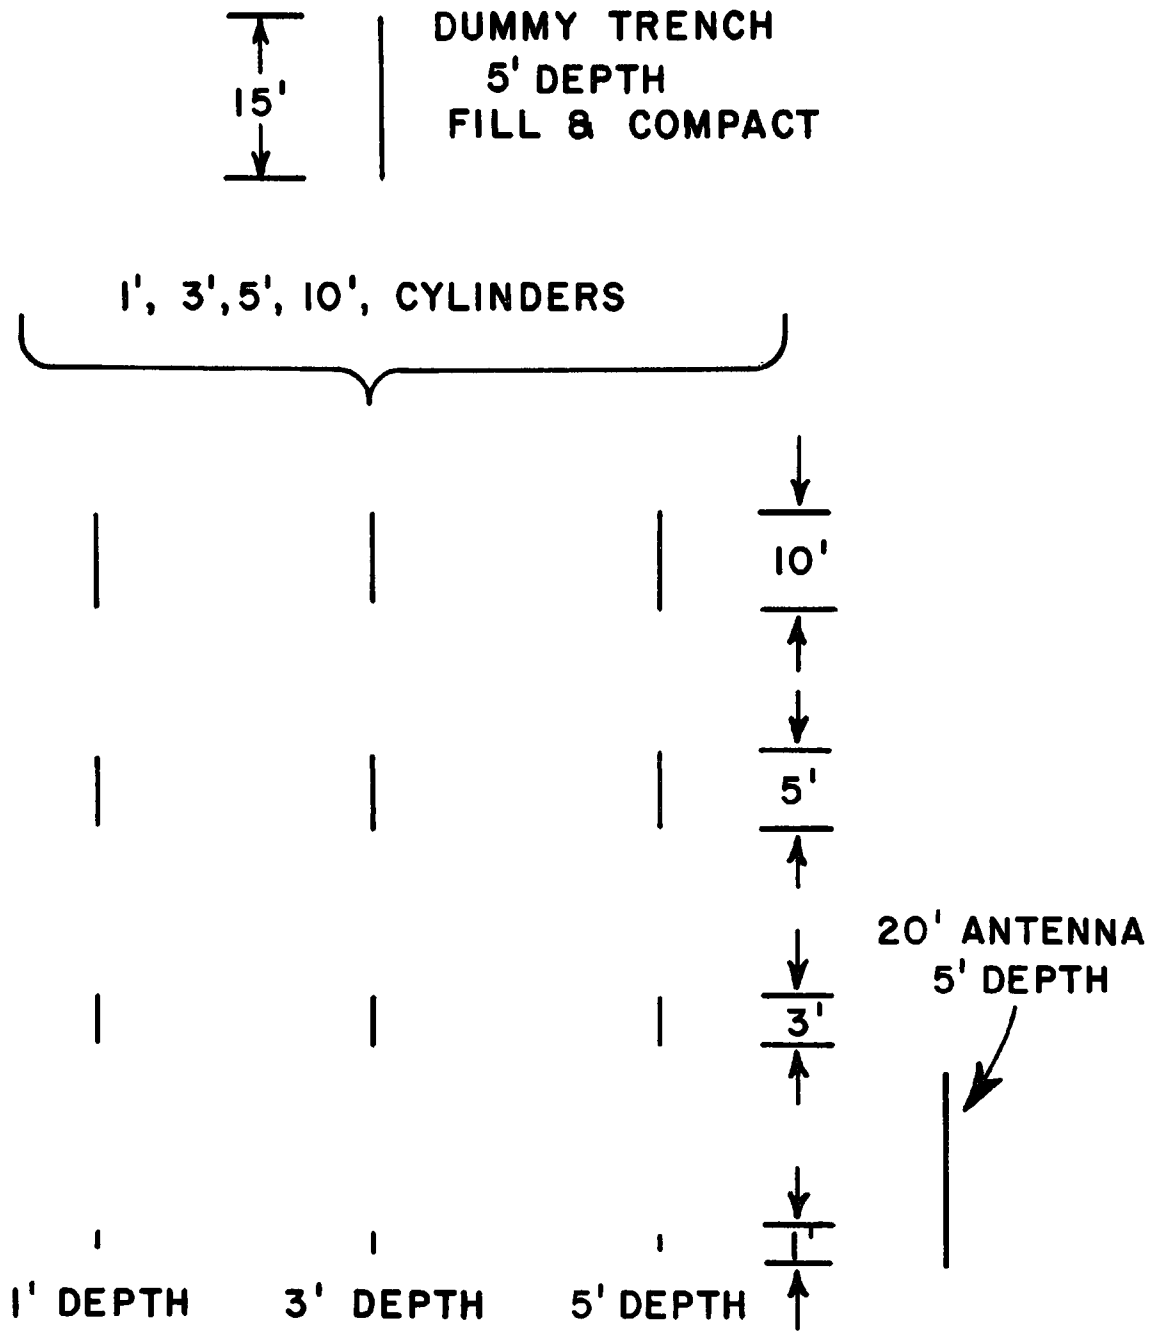 DUMMY TRENCH
5' DEPTH
FILL & COMPACT
15'
1', 3', 5', 10', CYLINDERS
10'
5'
20' ANTENNA
5' DEPTH
3'
1'
1' DEPTH 3' DEPTH 5' DEPTH